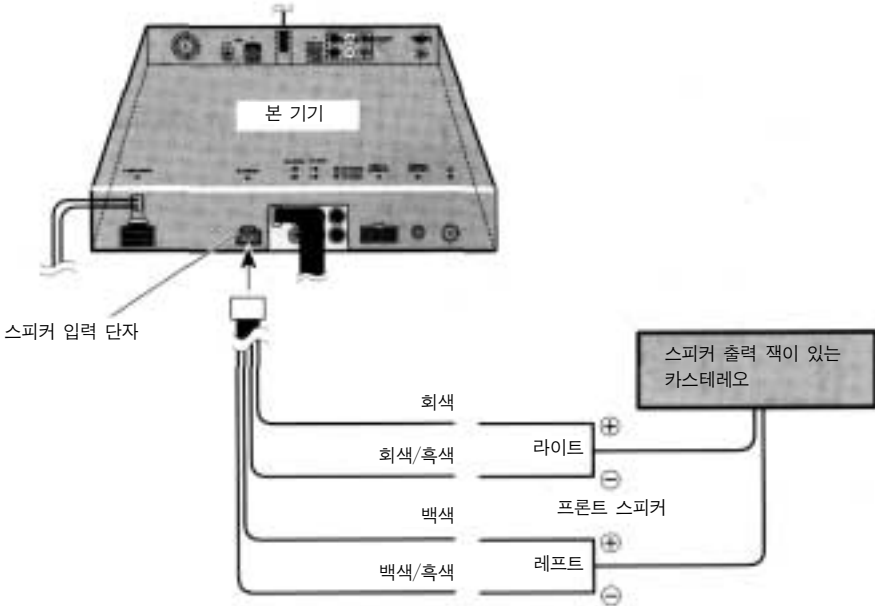 본 기기
스피커 입력 단자
스피커 출력 잭이 있는
카스테레오
회색
⊕
라이트
회색/흑색
⊖
프론트 스피커
백색
⊕
레프트
백색/흑색
⊖